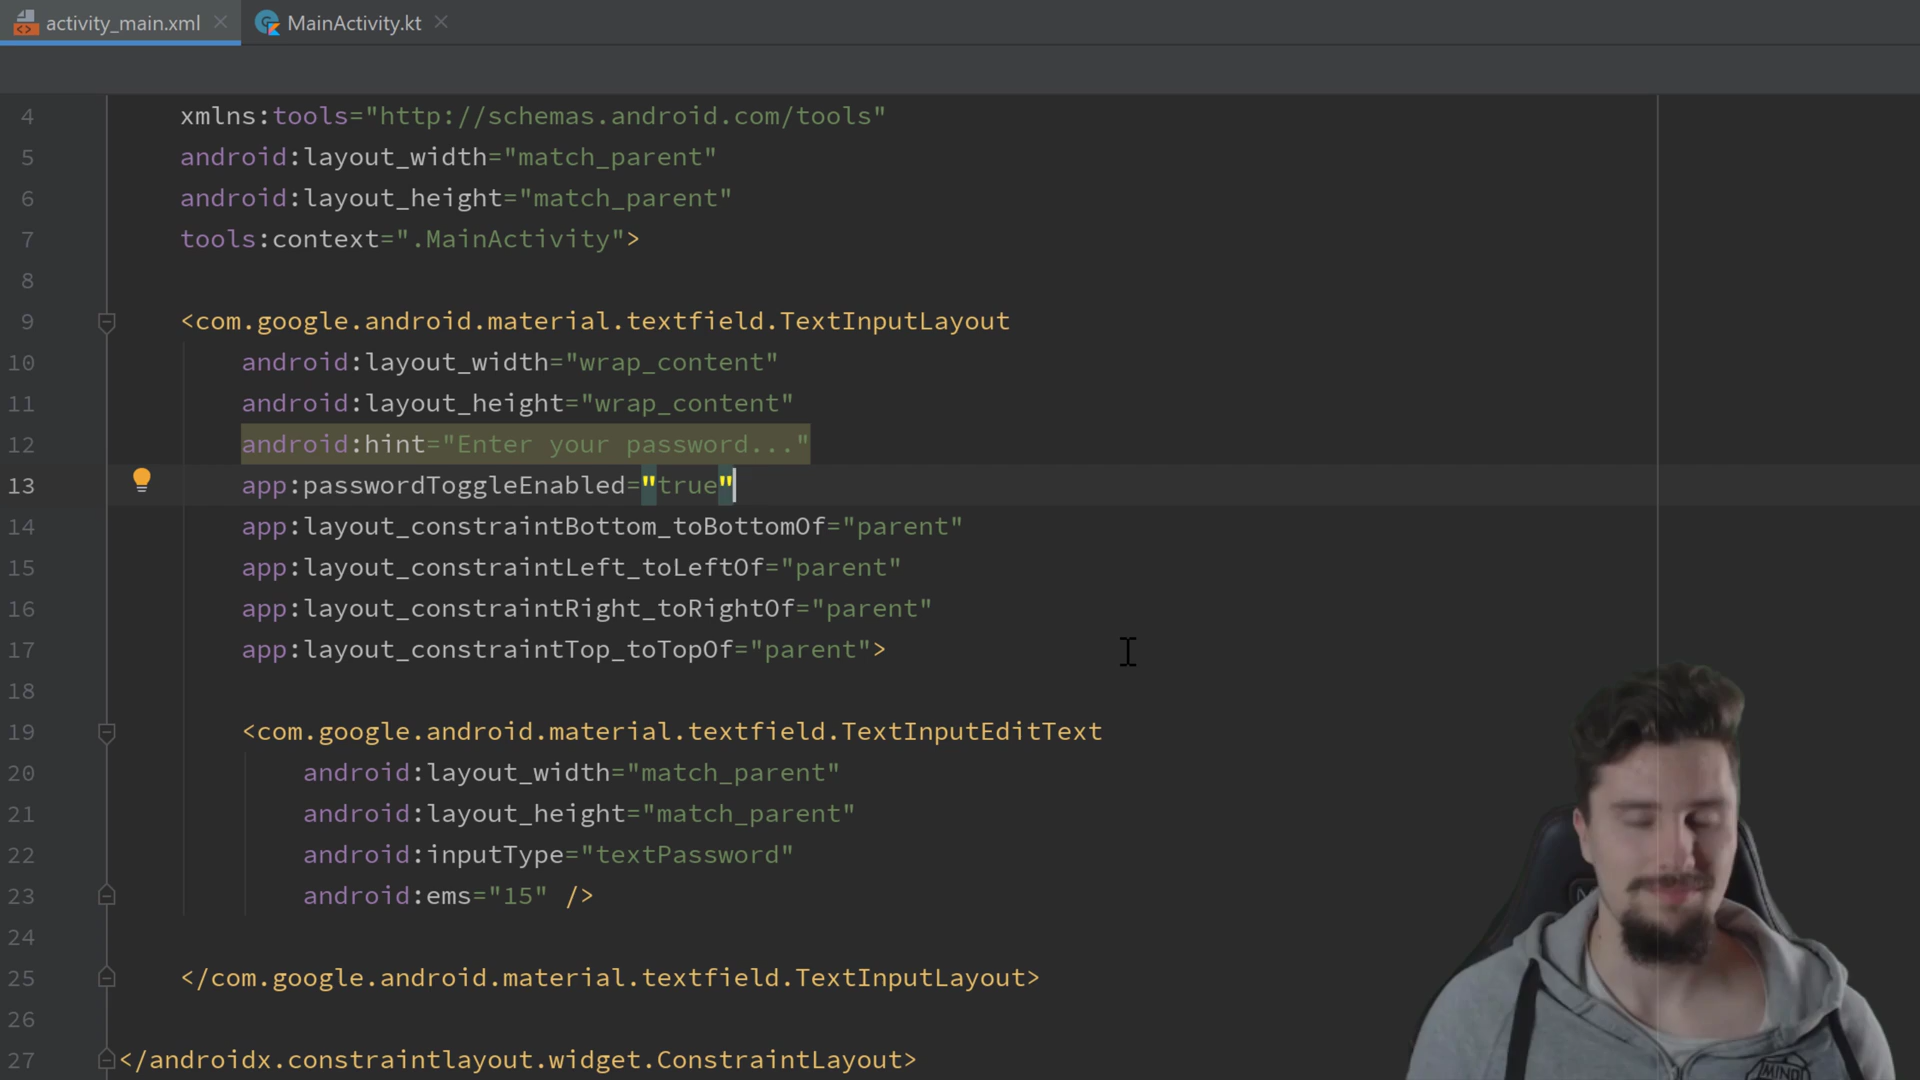 activity_main.xml
MainActivity.kt
4 xmlns:tools="http://schemas.android.com/tools"
5 android:layout_width="match_parent"
6 android:layout_height="match_parent"
7 tools:context=".MainActivity">
8
9 <com.google.android.material.textfield.TextInputLayout
10 android:layout_width="wrap_content"
11 android:layout_height="wrap_content"
12 android:hint="Enter your password..."
13 app:passwordToggleEnabled="true"
14 app:layout_constraintBottom_toBottomOf="parent"
15 app:layout_constraintLeft_toLeftOf="parent"
16 app:layout_constraintRight_toRightOf="parent"
17 app:layout_constraintTop_toTopOf="parent">
18
19 <com.google.android.material.textfield.TextInputEditText
20 android:layout_width="match_parent"
21 android:layout_height="match_parent"
22 android:inputType="textPassword"
23 android:ems="15" />
24
25 </com.google.android.material.textfield.TextInputLayout>
26
27 </androidx.constraintlayout.widget.ConstraintLayout>
MIND